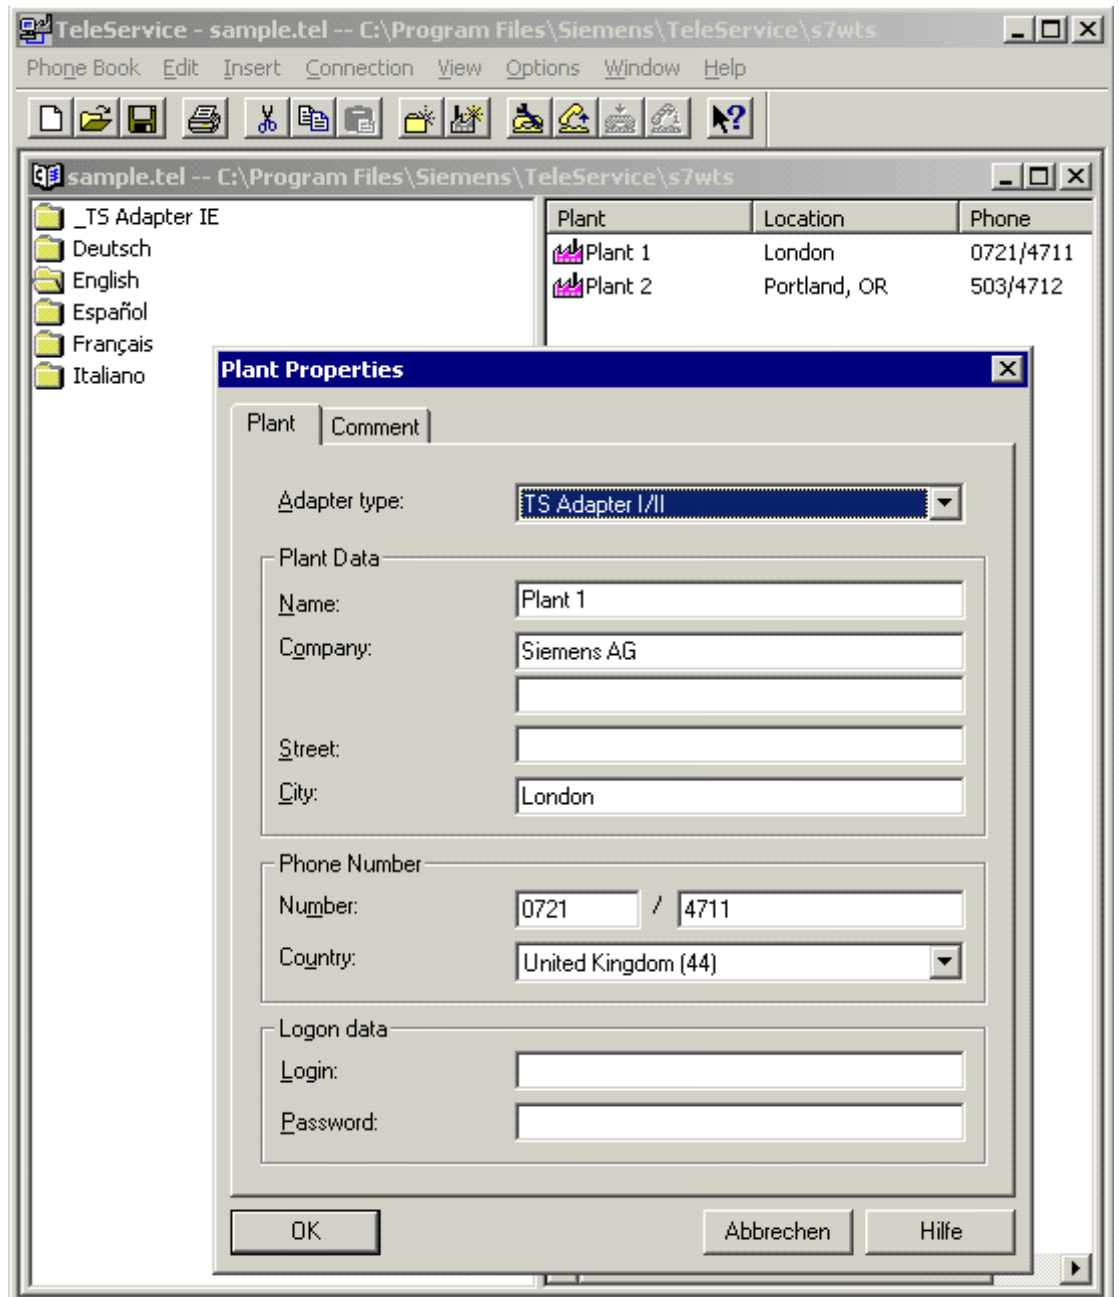 TeleService - sample.tel -- C:\Program Files\Siemens\TeleService\s7wts
Phone Book Edit Insert Connection View Options Window Help
sample.tel -- C:\Program Files\Siemens\TeleService\s7wts
_TS Adapter IE
Deutsch
English
Español
Français
Italiano
Plant Location Phone
Plant 1 London 0721/4711
Plant 2 Portland, OR 503/4712
Plant Properties
Plant Comment
Adapter type: TS Adapter I/II
Plant Data
Name: Plant 1
Company: Siemens AG
Street:
City: London
Phone Number
Number: 0721 / 4711
Country: United Kingdom (44)
Logon data
Login:
Password:
OK Abbrechen Hilfe